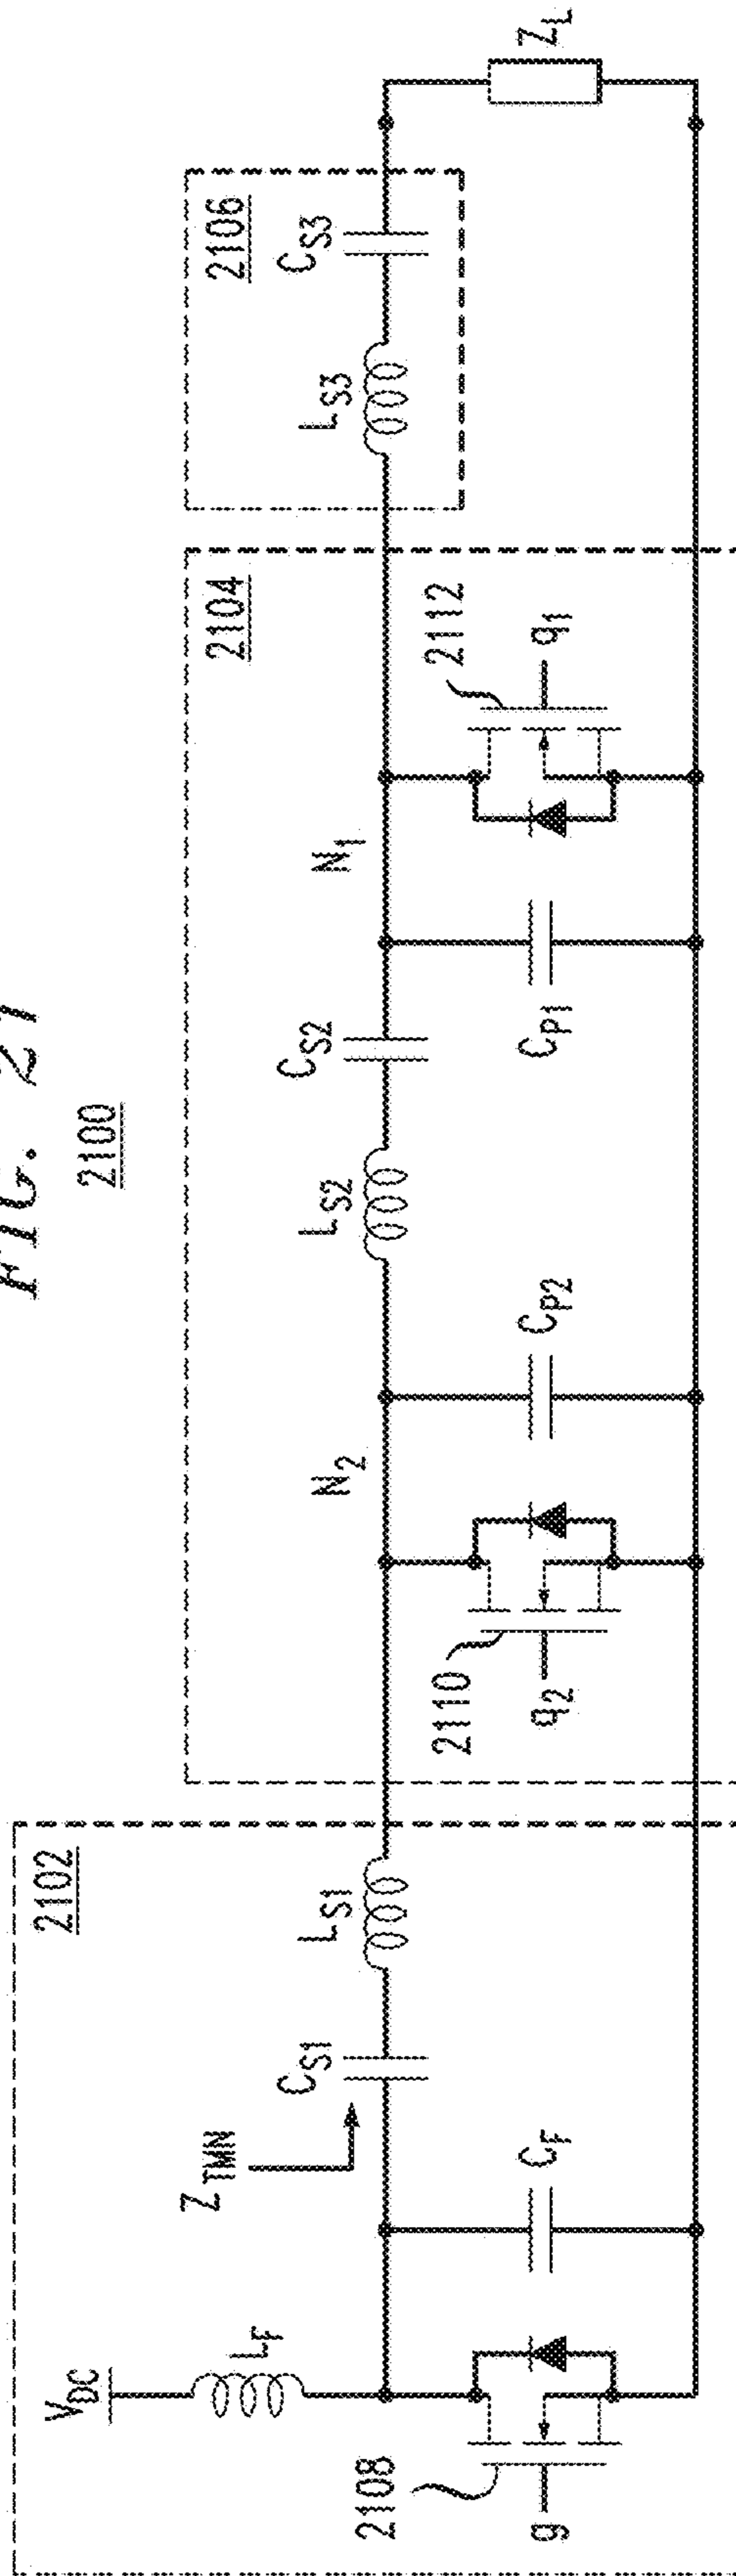 FIG. 21
2100
2102
V_DC
L_F
2108
g
C_F
Z_TMN
C_S1
L_S1
2104
2110
q_2
N_2
C_P2
L_S2
C_S2
C_P1
N_1
2112
q_1
2106
L_S3
C_S3
Z_L